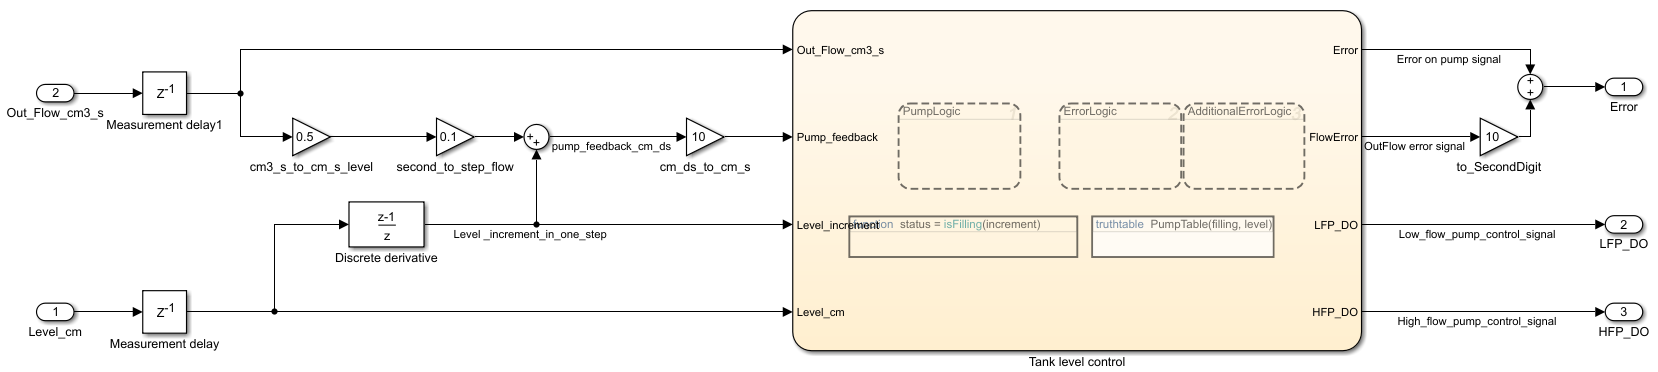 2
Out_Flow_cm3_s
Z-1
Measurement delay1
0.5
cm3_s_to_cm_s_level
0.1
second_to_step_flow
+
+
pump_feedback_cm_ds
10
cm_ds_to_cm_s
z-1
z
Discrete derivative
Level _increment_in_one_step
1
Level_cm
Z-1
Measurement delay
Out_Flow_cm3_s
Pump_feedback
Level_increment
Level_cm
PumpLogic
1
ErrorLogic
2
AdditionalErrorLogic
3
function status = isFilling(increment)
truthtable PumpTable(filling, level)
Error
FlowError
LFP_DO
HFP_DO
Tank level control
Error on pump signal
OutFlow error signal
10
to_SecondDigit
+
+
1
Error
Low_flow_pump_control_signal
2
LFP_DO
High_flow_pump_control_signal
3
HFP_DO